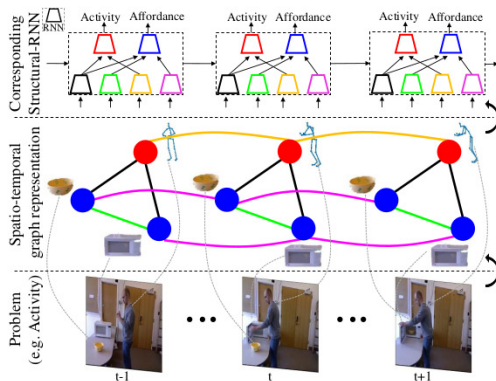 RNN
Activity Affordance
Activity Affordance
Activity Affordance
Corresponding
Structural-RNN
Spatio-temporal
graph representation
Problem
(e.g. Activity)
t-1 t t+1